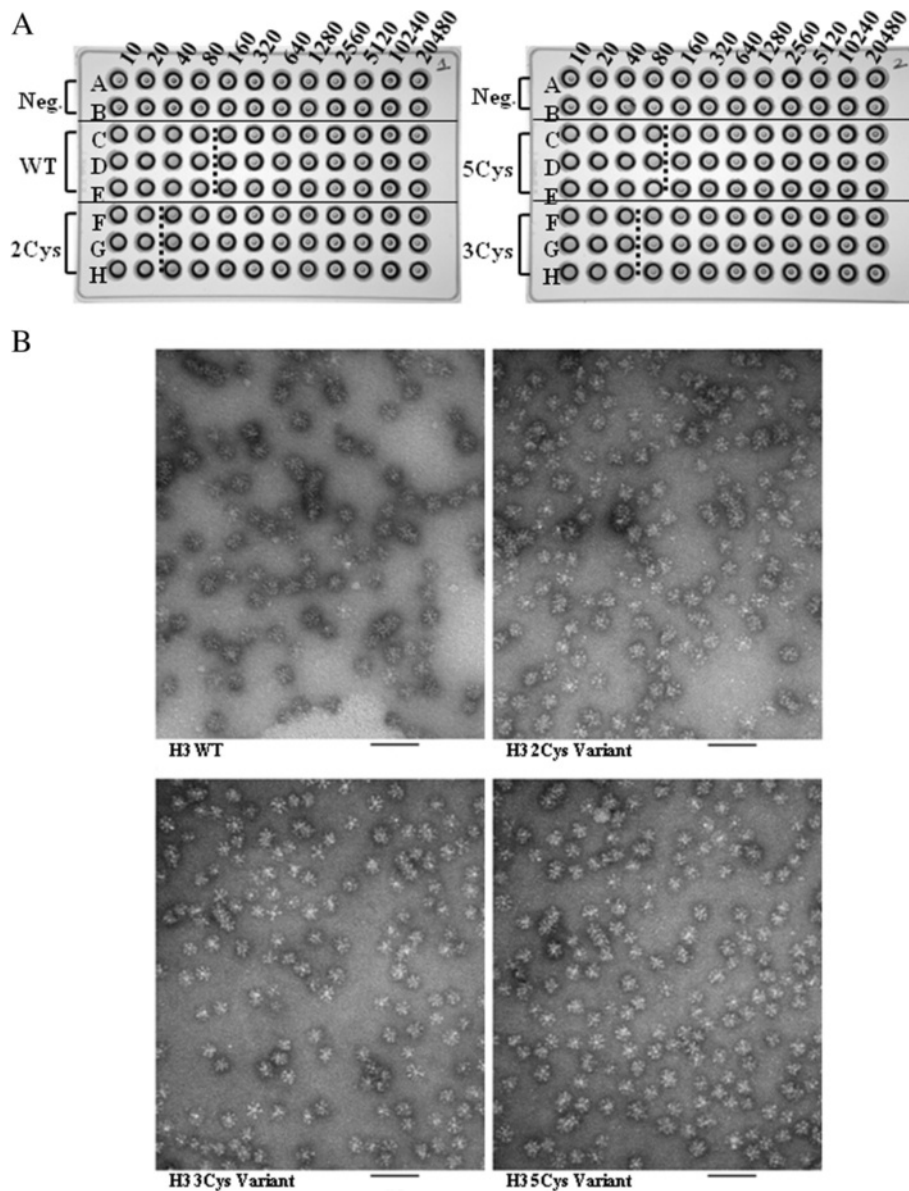 A
10 20 40 80 160 320 640 1280 2560 5120 10240 20480
1
Neg.
A
B
WT
C
D
E
2Cys
F
G
H
10 20 40 80 160 320 640 1280 2560 5120 10240 20480
2
Neg.
A
B
5Cys
C
D
E
3Cys
F
G
H
B
H3 WT
H3 2Cys Variant
H3 3Cys Variant
H3 5Cys Variant